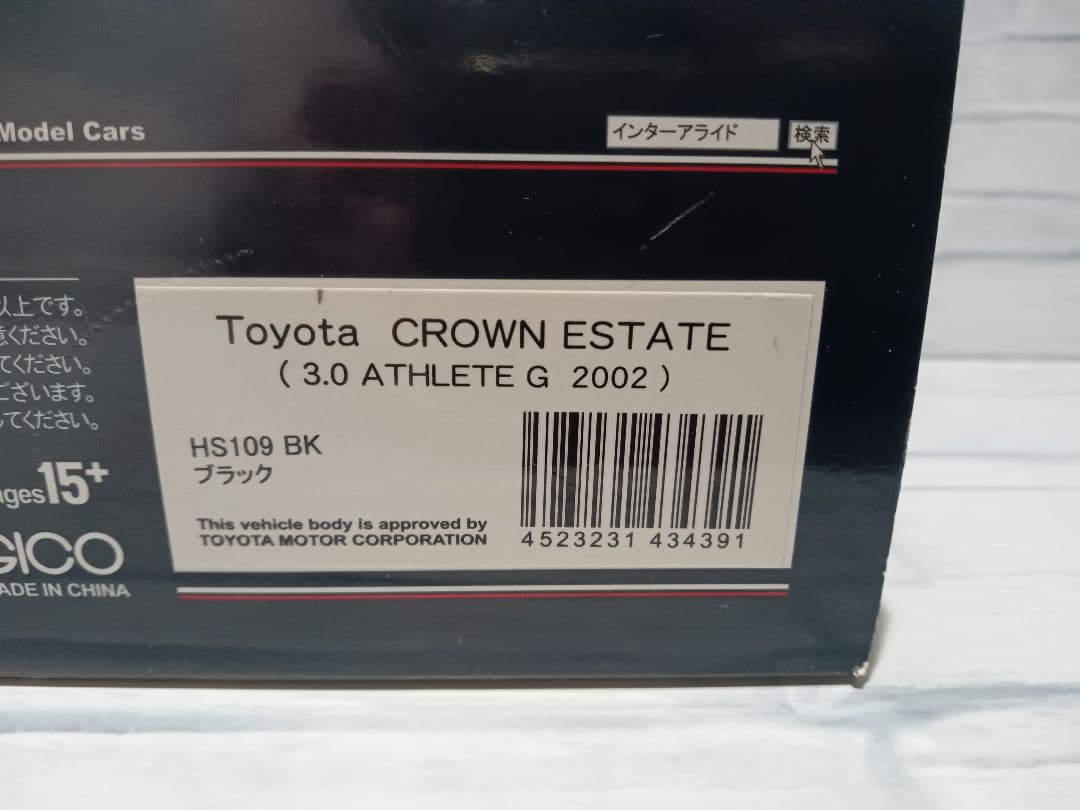 Model Cars
インターアライド 検索
以上です。
ください。
てください。
ございます。
してください。
ages 15+
GICO
MADE IN CHINA
Toyota CROWN ESTATE
( 3.0 ATHLETE G 2002 )
HS109 BK
ブラック
This vehicle body is approved by
TOYOTA MOTOR CORPORATION
4523231 434391